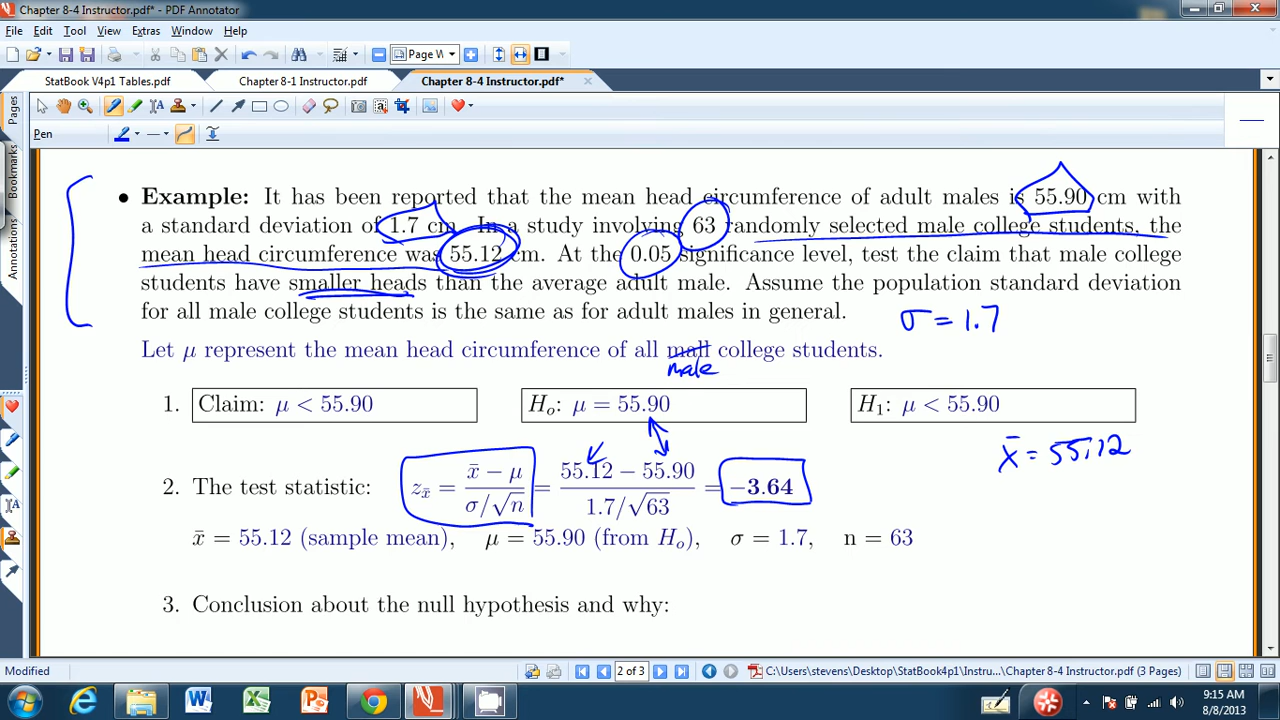 Chapter 8-4 Instructor.pdf* - PDF Annotator
File Edit Tool View Extras Window Help
Page W
StatBook V4p1 Tables.pdf Chapter 8-1 Instructor.pdf Chapter 8-4 Instructor.pdf*
Pen
Pages
Bookmarks
Annotations
• Example: It has been reported that the mean head circumference of adult males is 55.90 cm with
a standard deviation of 1.7 cm. In a study involving 63 randomly selected male college students, the
mean head circumference was 55.12 cm. At the 0.05 significance level, test the claim that male college
students have smaller heads than the average adult male. Assume the population standard deviation
for all male college students is the same as for adult males in general.
σ = 1.7
Let μ represent the mean head circumference of all mall college students.
male
1. Claim: μ < 55.90 Hₒ: μ = 55.90 H₁: μ < 55.90
x̄ = 55.12
2. The test statistic: z_x̄ = (x̄ − μ)/(σ/√n) = (55.12 − 55.90)/(1.7/√63) = −3.64
x̄ = 55.12 (sample mean), μ = 55.90 (from Hₒ), σ = 1.7, n = 63
3. Conclusion about the null hypothesis and why:
Modified 2 of 3 C:\Users\stevens\Desktop\StatBook4p1\Instru...\Chapter 8-4 Instructor.pdf (3 Pages)
9:15 AM
8/8/2013